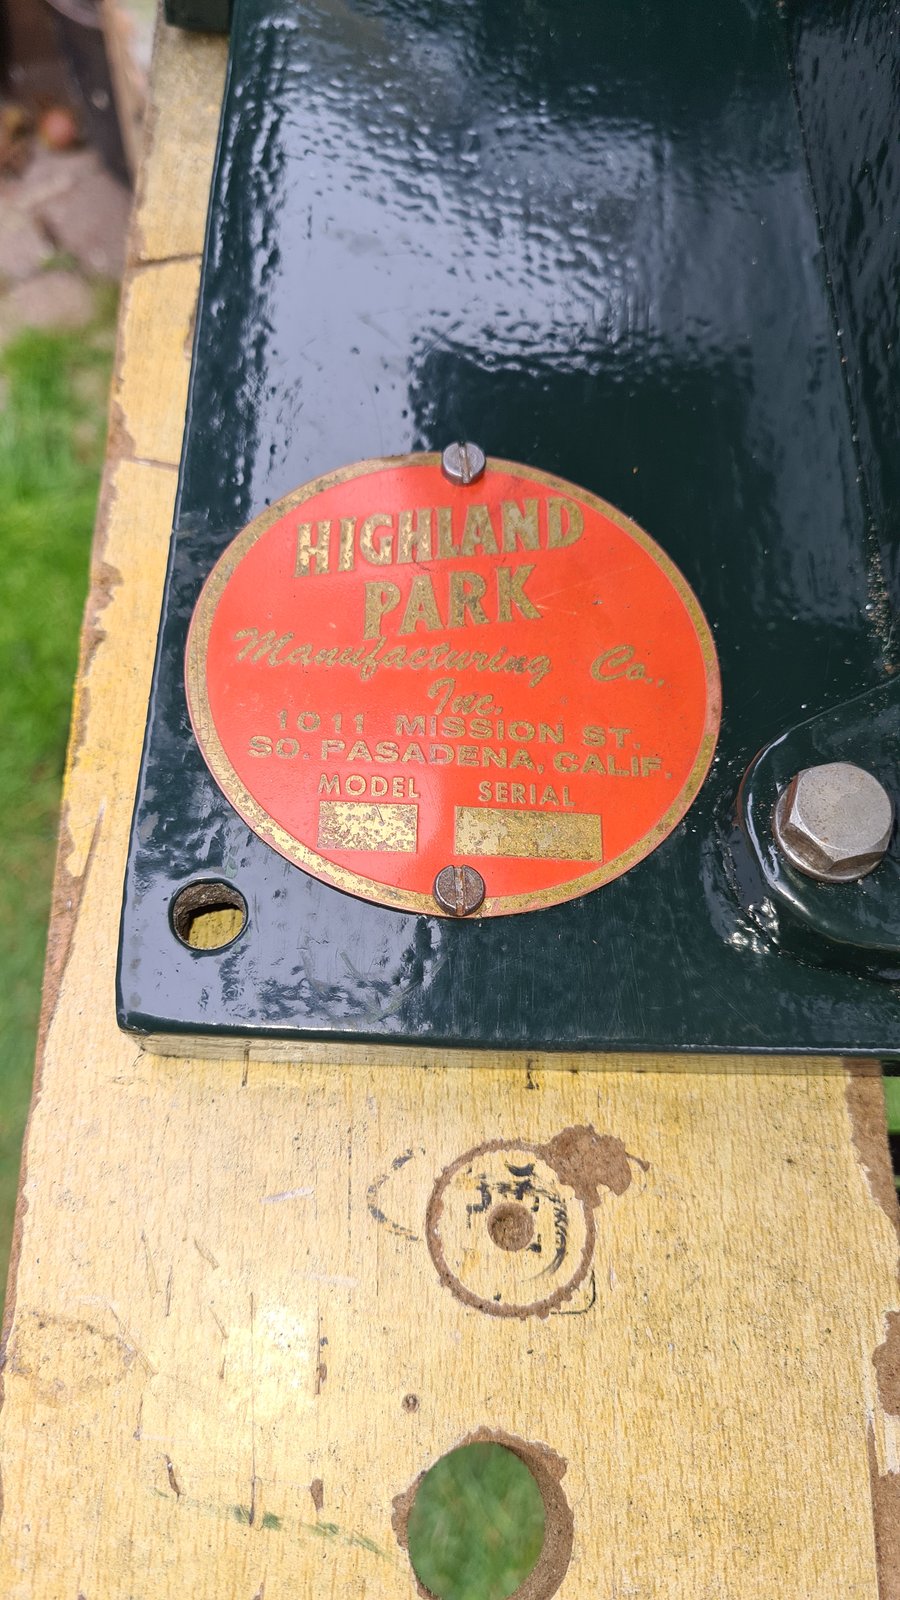 HIGHLAND
PARK
Manufacturing Co.,
Inc.
1011 MISSION ST.
SO. PASADENA, CALIF.
MODEL SERIAL